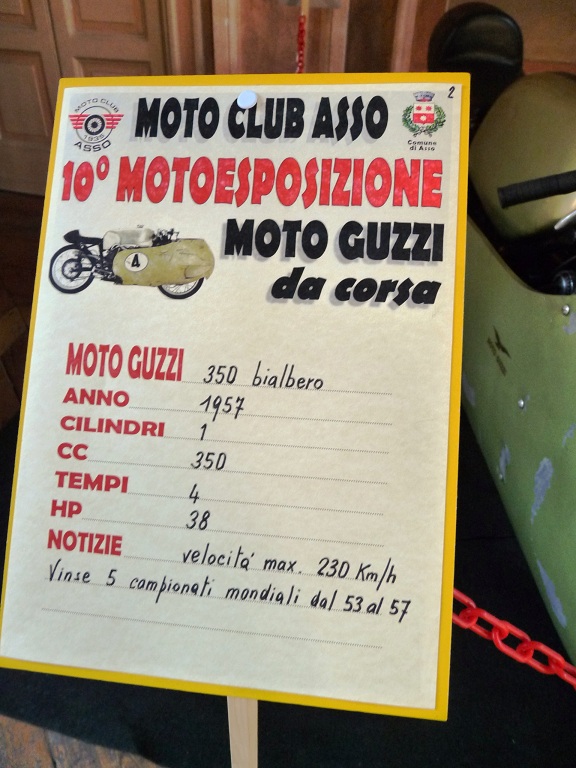 2
MOTO CLUB
1935
ASSO
MOTO CLUB ASSO
Comune
di Asso
10° MOTOESPOSIZIONE
MOTO GUZZI
da corsa
4
MOTO GUZZI 350 bialbero
ANNO 1957
CILINDRI 1
CC 350
TEMPI 4
HP 38
NOTIZIE velocità max. 230 Km/h
Vinse 5 campionati mondiali dal 53 al 57